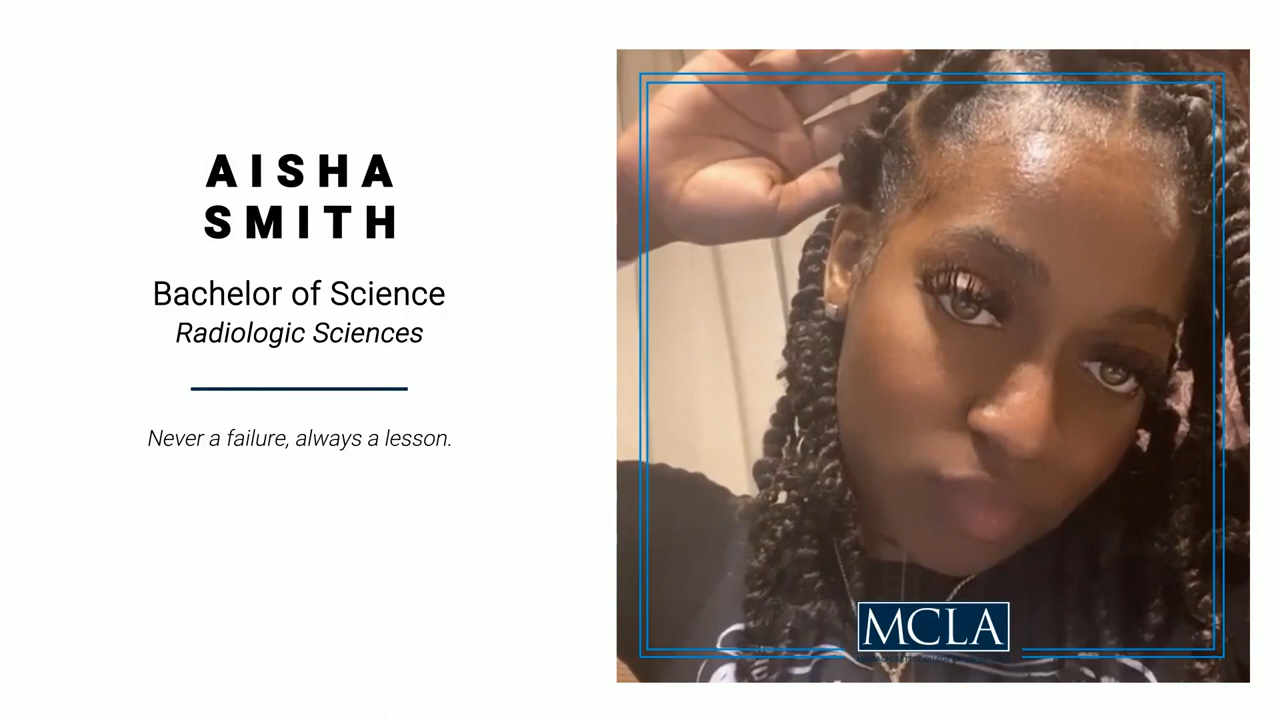 AISHA
SMITH
Bachelor of Science
Radiologic Sciences
Never a failure, always a lesson.
MCLA